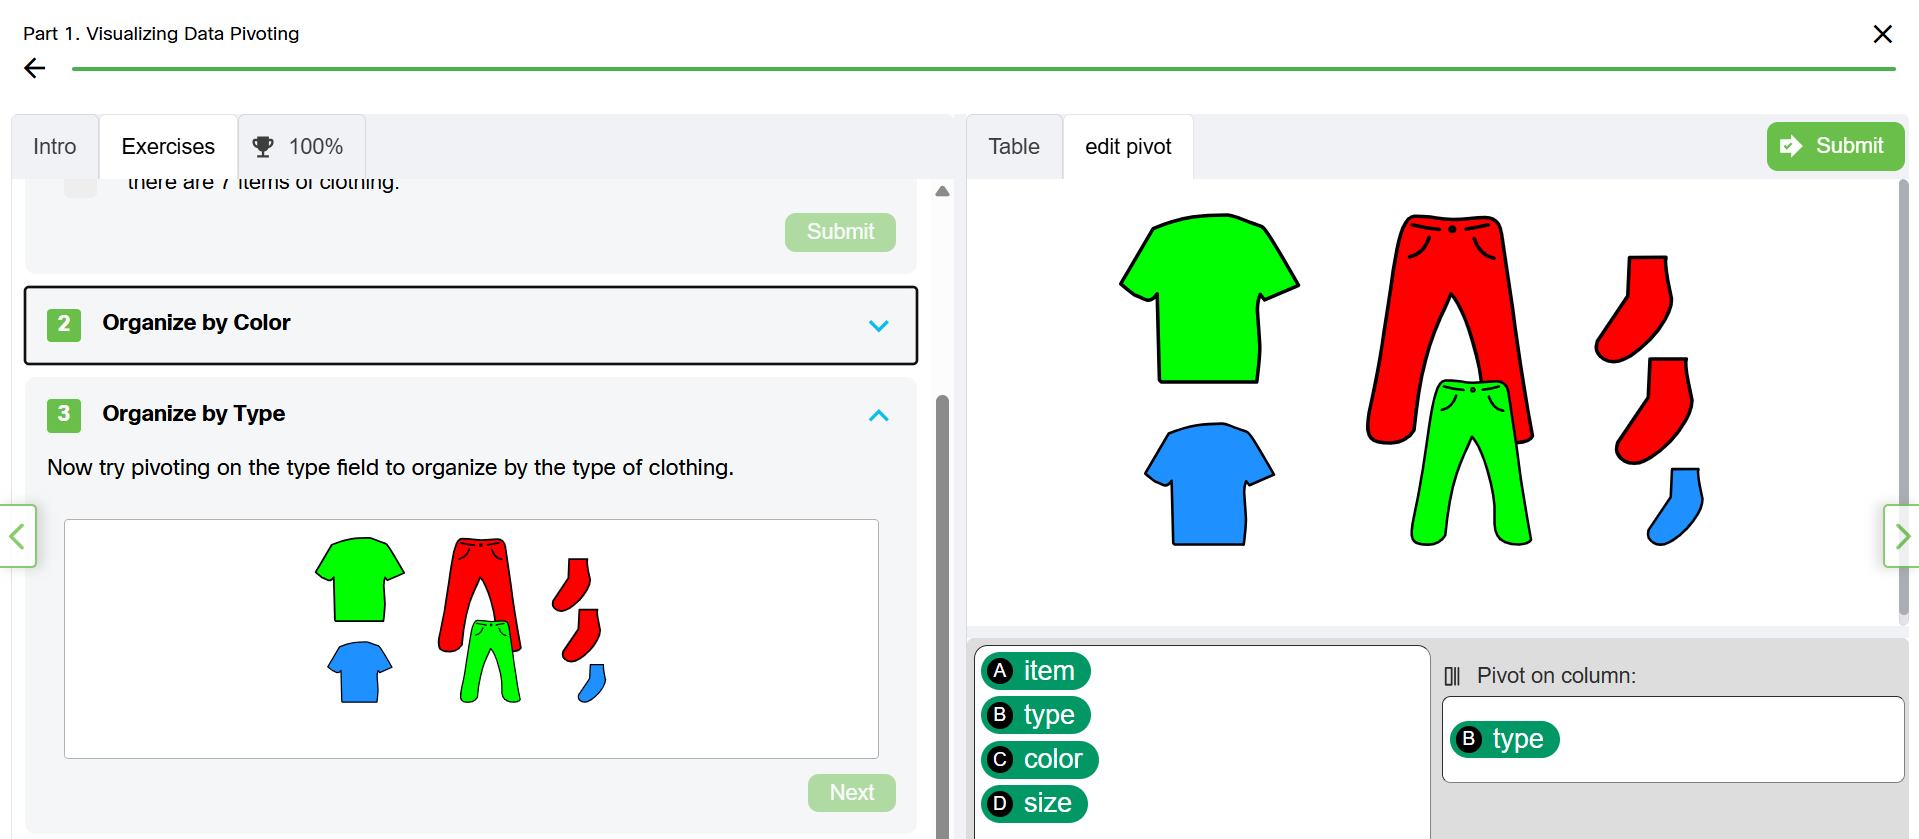 Part 1. Visualizing Data Pivoting
Intro
Exercises
100%
there are 7 items of clothing.
Submit
2
Organize by Color
3
Organize by Type
Now try pivoting on the type field to organize by the type of clothing.
Next
Table
edit pivot
Submit
A item
B type
C color
D size
Pivot on column:
B type